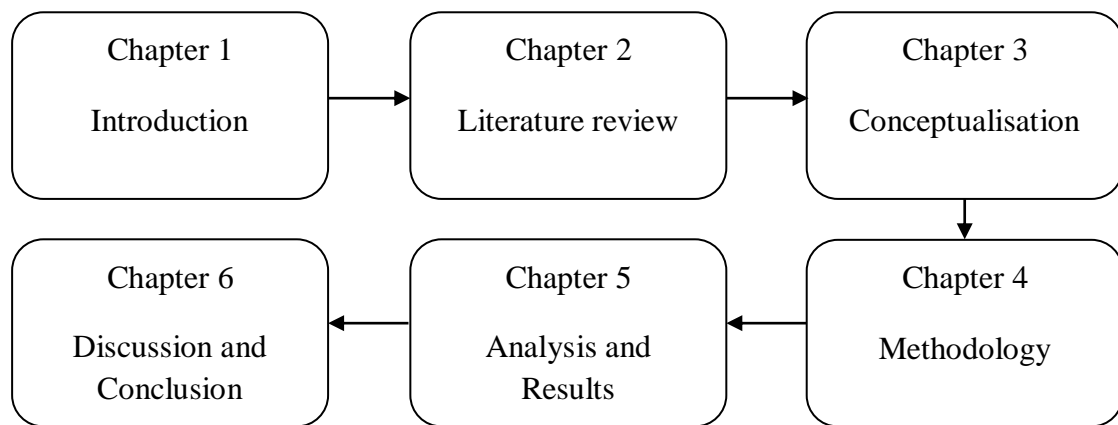 Chapter 1
Introduction
Chapter 2
Literature review
Chapter 3
Conceptualisation
Chapter 4
Methodology
Chapter 5
Analysis and
Results
Chapter 6
Discussion and
Conclusion